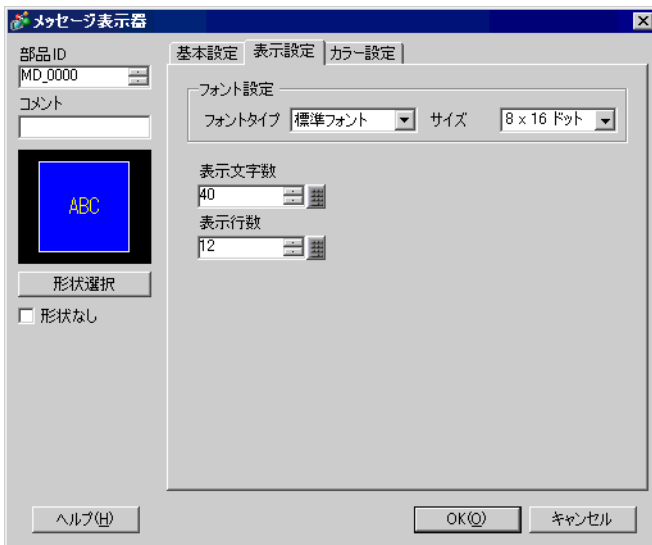 メッセージ表示器
部品ID
MD_0000
コメント
ABC
形状選択
形状なし
基本設定 表示設定 カラー設定
フォント設定
フォントタイプ 標準フォント サイズ 8 x 16 ドット
表示文字数
40
表示行数
12
ヘルプ(H) OK(O) キャンセル